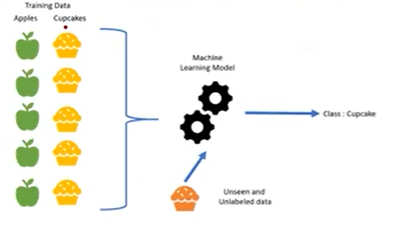 Training Data
Apples Cupcakes
Machine
Learning Model
Class : Cupcake
Unseen and
Unlabeled data